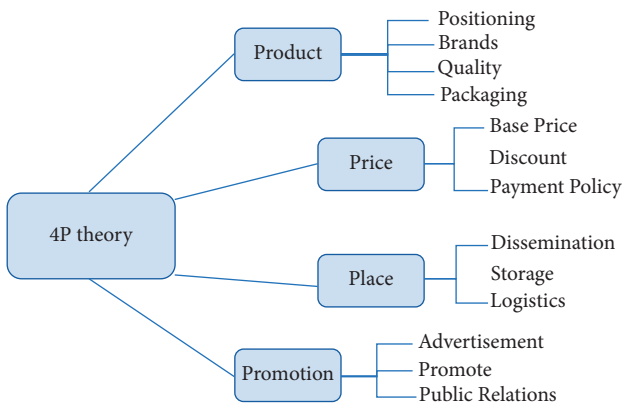 4P theory
Product
Positioning
Brands
Quality
Packaging
Price
Base Price
Discount
Payment Policy
Place
Dissemination
Storage
Logistics
Promotion
Advertisement
Promote
Public Relations